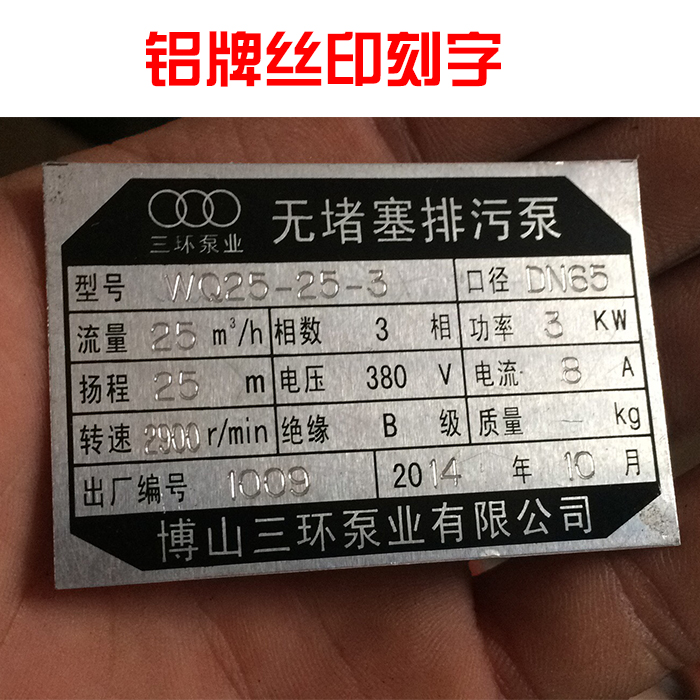 铝牌丝印刻字
三环泵业 无堵塞排污泵
型号 WQ25-25-3 口径 DN65
流量 25 m³/h 相数 3 相 功率 3 KW
扬程 25 m 电压 380 V 电流 8 A
转速 2900 r/min 绝缘 B 级 质量 — kg
出厂编号 1009 2014 年 10 月
博山三环泵业有限公司